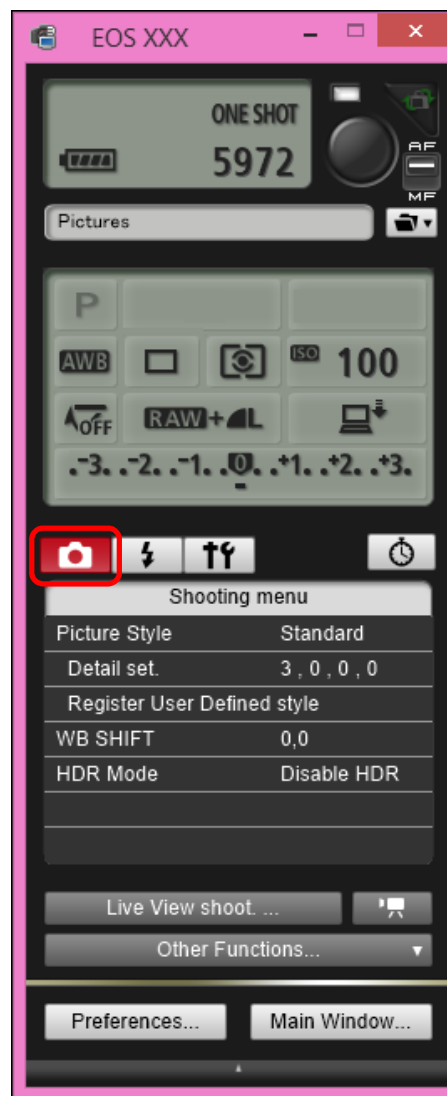 EOS XXX
ONE SHOT
5972
AF
MF
Pictures
P
AWB ISO 100
OFF RAW+L
.-3. .-2. .-1. .0. .+1. .+2. .+3.
Shooting menu
Picture Style Standard
Detail set. 3 , 0 , 0 , 0
Register User Defined style
WB SHIFT 0,0
HDR Mode Disable HDR
Live View shoot. ...
Other Functions...
Preferences... Main Window...